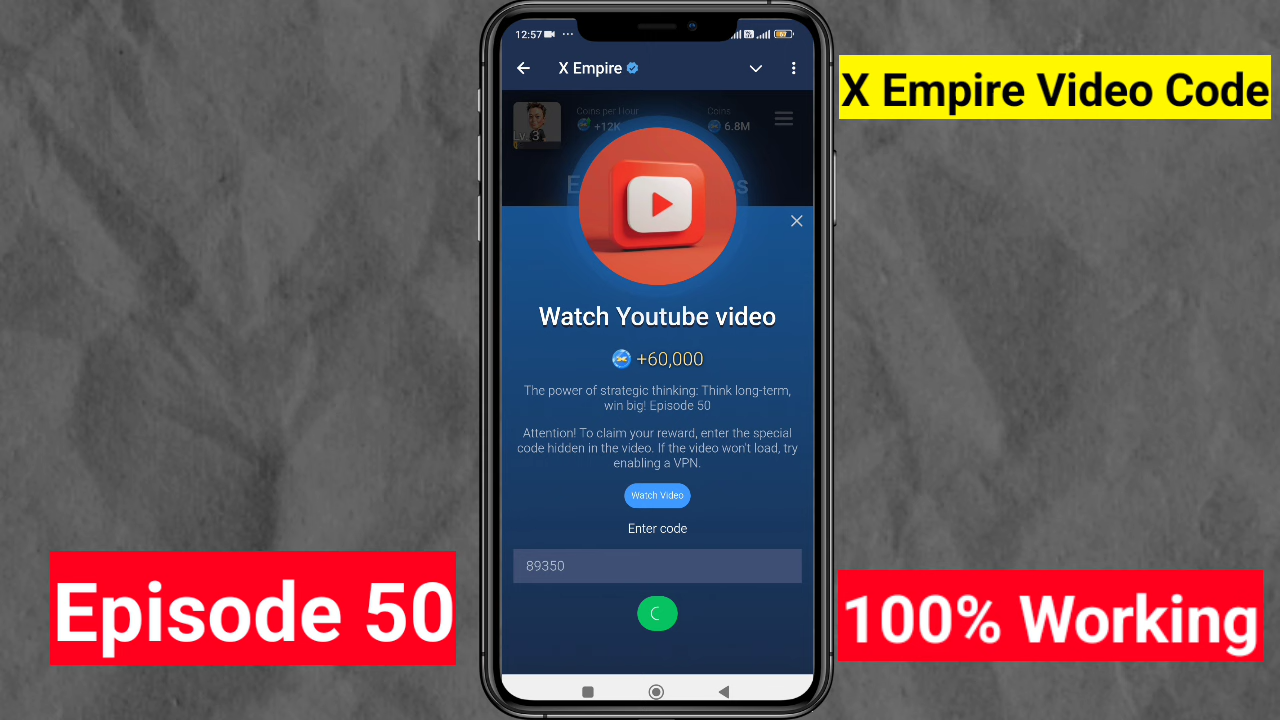 12:57
X Empire
X Empire Video Code
Coins per Hour
+12K
Coins
6.8M
Lv. 3
Watch Youtube video
+60,000
The power of strategic thinking: Think long-term,
win big! Episode 50
Attention! To claim your reward, enter the special
code hidden in the video. If the video won't load, try
enabling a VPN.
Watch Video
Enter code
89350
Episode 50
100% Working